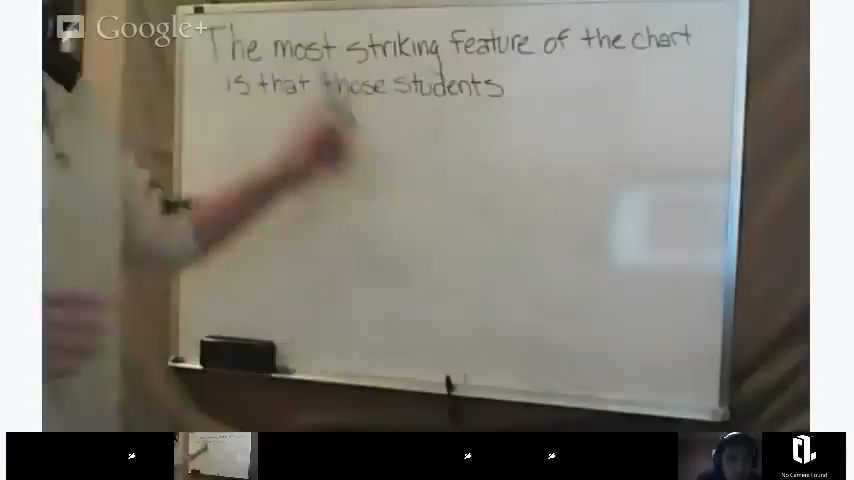 Google+
The most striking feature of the chart
is that those students
No Camera Found